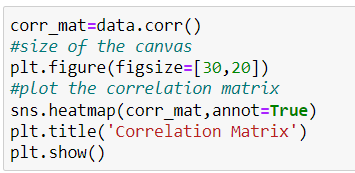 corr_mat=data.corr()
#size of the canvas
plt.figure(figsize=[30,20])
#plot the correlation matrix
sns.heatmap(corr_mat,annot=True)
plt.title('Correlation Matrix')
plt.show()